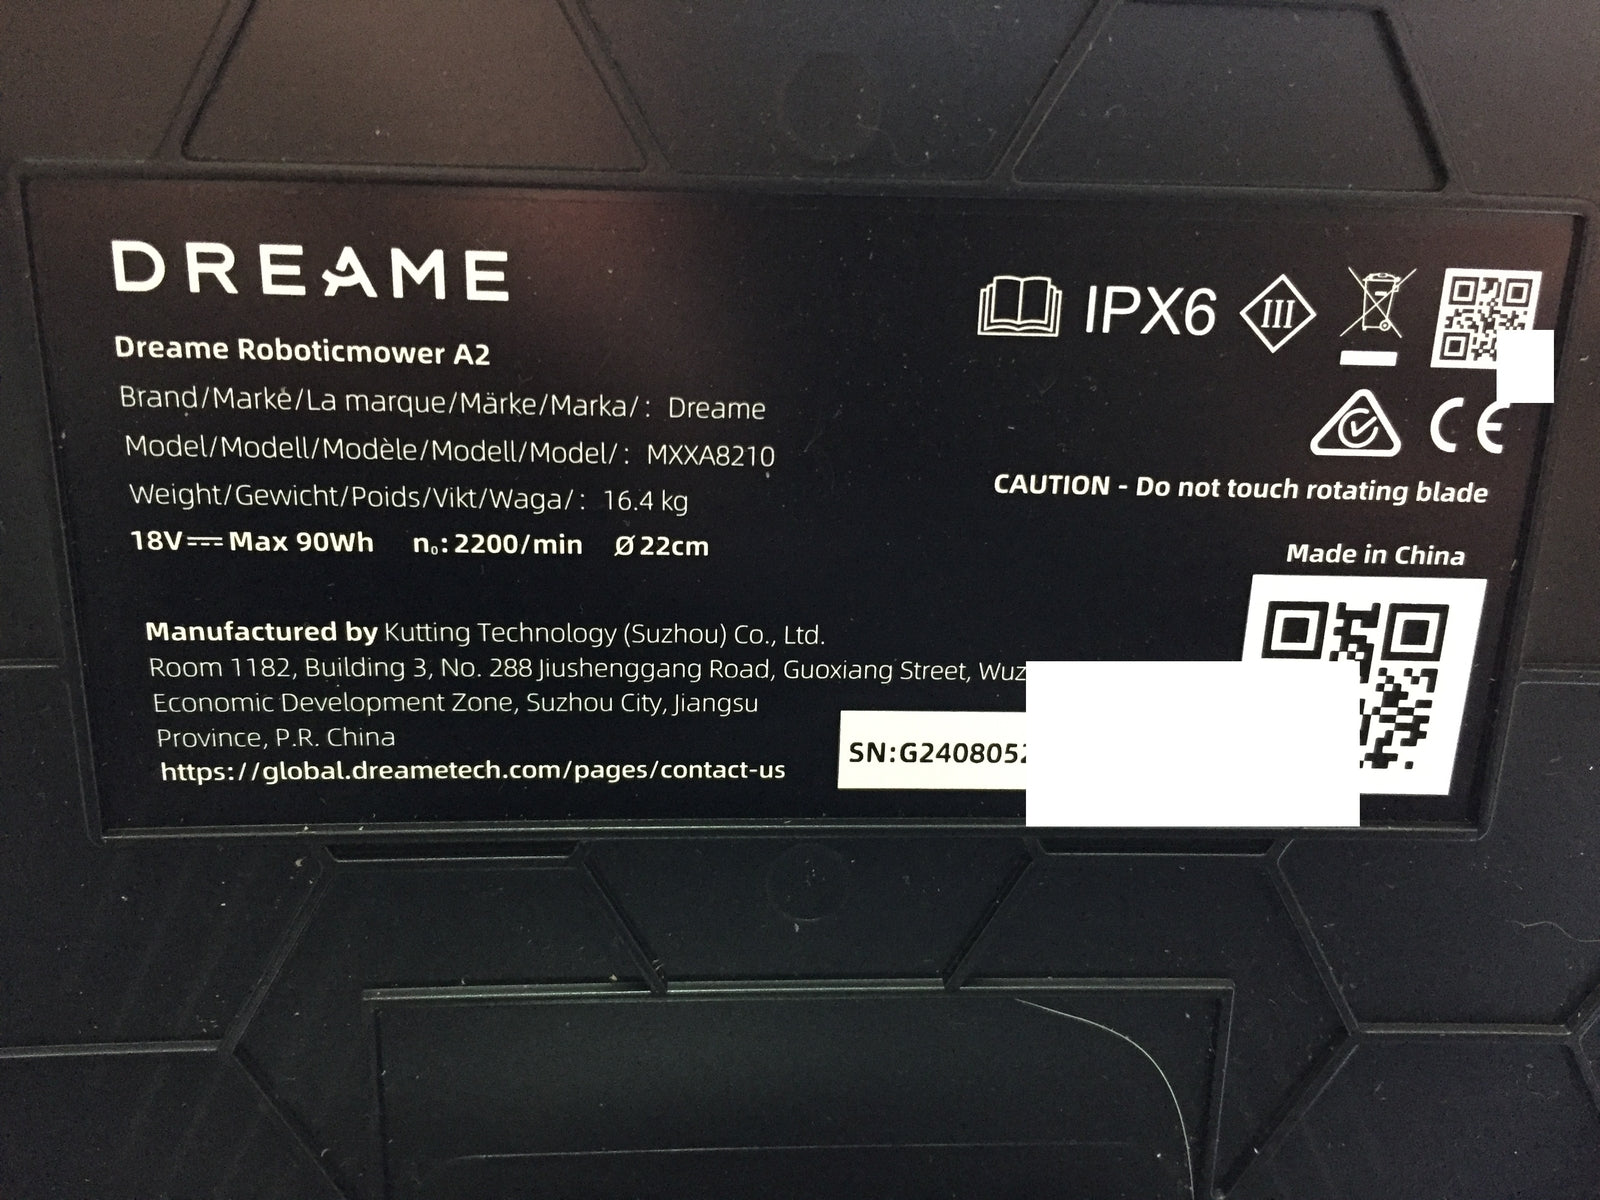 DREAME
Dreame Roboticmower A2
Brand/Marke/La marque/Märke/Marka/: Dreame
Model/Modell/Modèle/Modell/Model/: MXXA8210
Weight/Gewicht/Poids/Vikt/Waga/: 16.4 kg
18V⎓Max 90Wh n₀:2200/min Ø22cm
Manufactured by Kutting Technology (Suzhou) Co., Ltd.
Room 1182, Building 3, No. 288 Jiushenggang Road, Guoxiang Street,
Economic Development Zone, Suzhou City, Jiangsu
Province, P.R. China
https://global.dreametech.com/pages/contact-us
IPX6
III
CE
CAUTION - Do not touch rotating blade
Made in China
SN:G240805